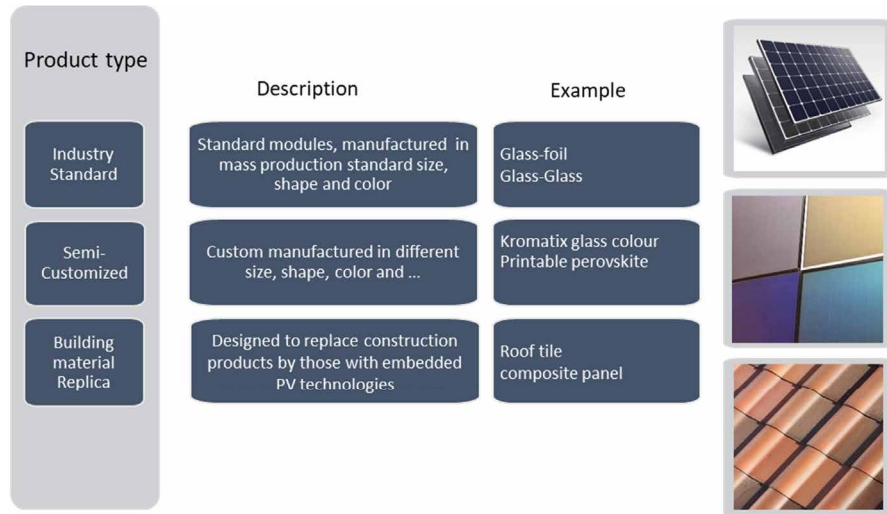 Product type
Description
Example
Industry
Standard
Standard modules, manufactured in
mass production standard size,
shape and color
Glass-foil
Glass-Glass
Semi-
Customized
Custom manufactured in different
size, shape, color and ...
Kromatix glass colour
Printable perovskite
Building
material
Replica
Designed to replace construction
products by those with embedded
PV technologies
Roof tile
composite panel